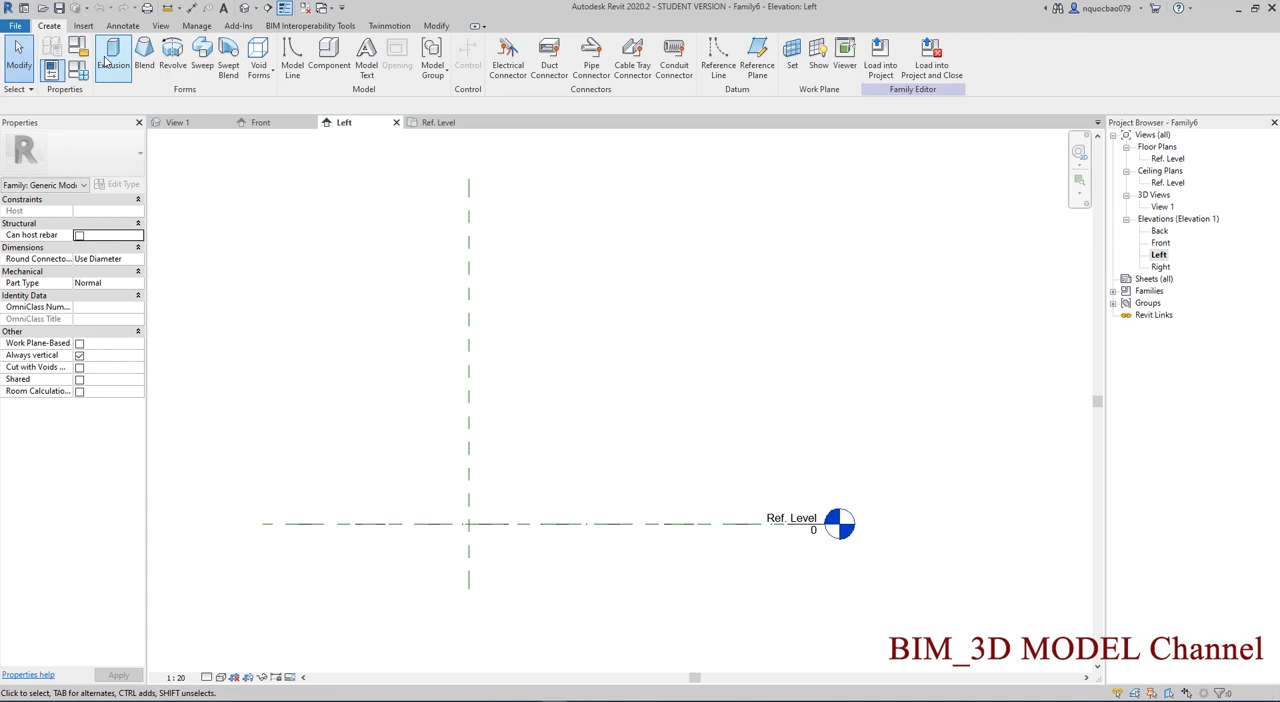 Autodesk Revit 2020.2 - STUDENT VERSION - Family6 - Elevation: Left
nquocbao079
File Create Insert Annotate View Manage Add-Ins BIM Interoperability Tools Twinmotion Modify
Modify
Extrusion Blend Revolve Sweep Swept Blend Void Forms
Model Line Component Model Text Opening Model Group
Control
Electrical Connector Duct Connector Pipe Connector Cable Tray Connector Conduit Connector
Reference Line Reference Plane
Set Show Viewer
Load into Project Load into Project and Close
Select Properties Forms Model Control Connectors Datum Work Plane Family Editor
Properties
View 1 Front Left Ref. Level
Project Browser - Family6
Family: Generic Mode
Edit Type
Constraints
Host
Structural
Can host rebar
Dimensions
Round Connecto... Use Diameter
Mechanical
Part Type Normal
Identity Data
OmniClass Num...
OmniClass Title
Other
Work Plane-Based
Always vertical
Cut with Voids ...
Shared
Room Calculatio...
Properties help
Apply
Ref. Level
0
Views (all)
Floor Plans
Ref. Level
Ceiling Plans
Ref. Level
3D Views
View 1
Elevations (Elevation 1)
Back
Front
Left
Right
Sheets (all)
Families
Groups
Revit Links
BIM_3D MODEL Channel
1 : 20
Click to select, TAB for alternates, CTRL adds, SHIFT unselects.
:0